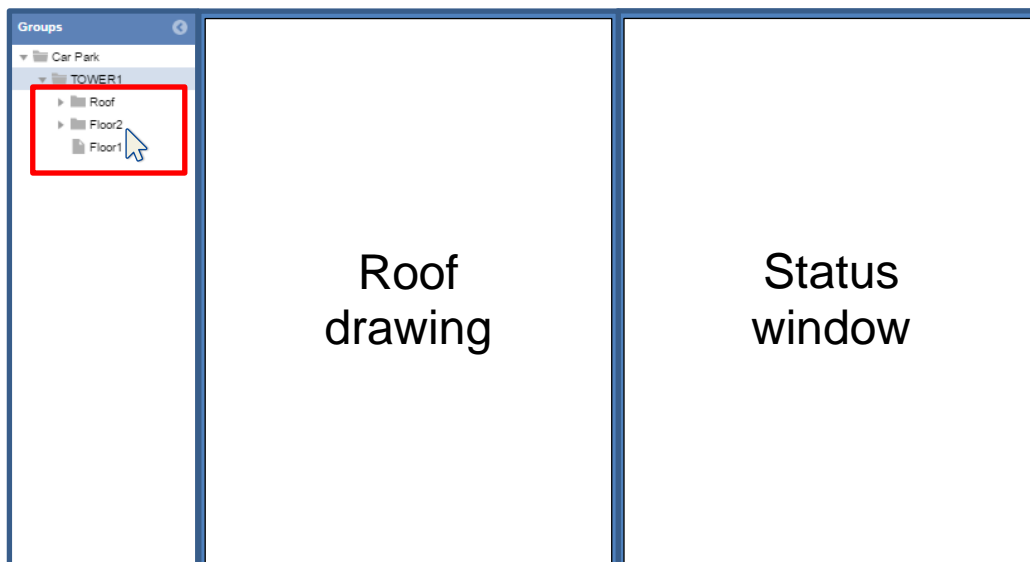 Groups
Car Park
TOWER1
Roof
Floor2
Floor1
Roof
drawing
Status
window